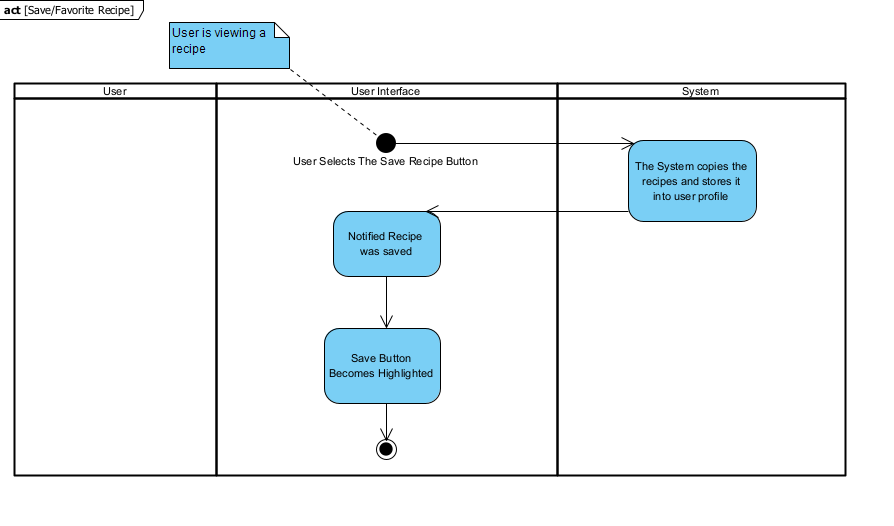 act [Save/Favorite Recipe]
User is viewing a
recipe
User
User Interface
System
User Selects The Save Recipe Button
The System copies the
recipes and stores it
into user profile
Notified Recipe
was saved
Save Button
Becomes Highlighted